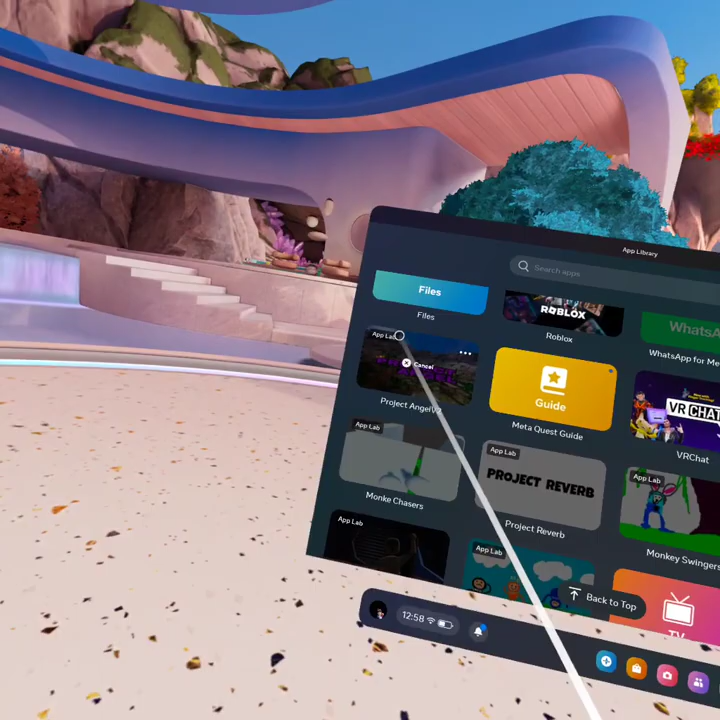 App Library
Search apps
Files
Files
ROBLOX
Roblox
WhatsA
WhatsApp for Me
App Lab
Cancel
Project Angel
Guide
Meta Quest Guide
VR CHAT
VRChat
App Lab
Monke Chasers
App Lab
PROJECT REVERB
Project Reverb
App Lab
Monkey Swingers
App Lab
App Lab
Back to Top
TV
12:58